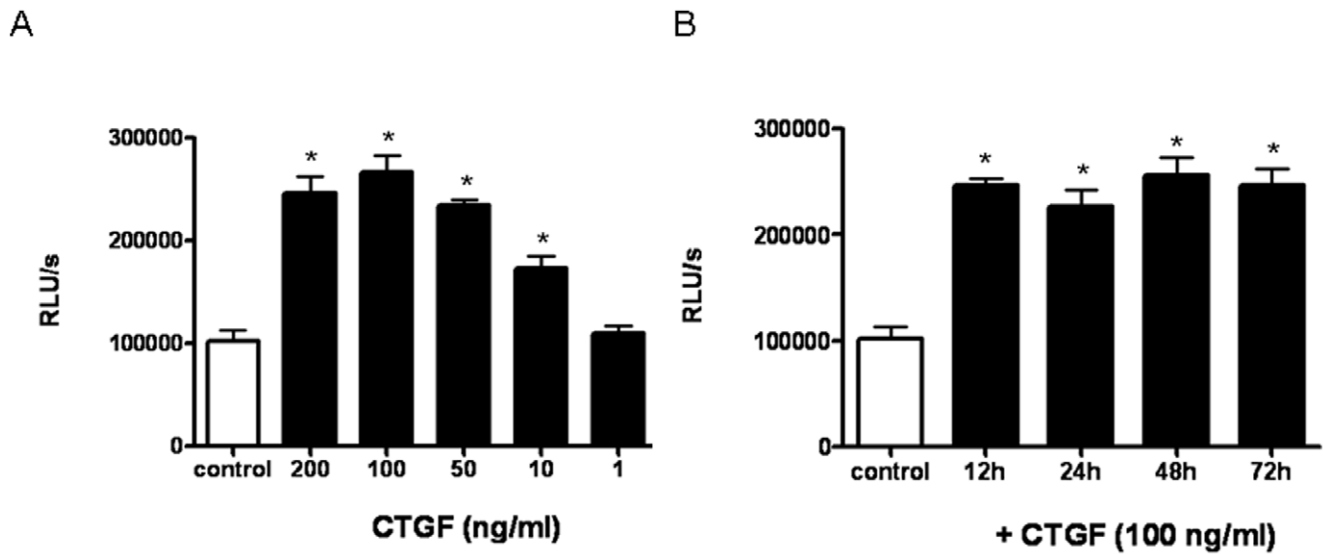 A
B
300000
200000
100000
0
RLU/s
* * * *
control 200 100 50 10 1
CTGF (ng/ml)
300000
200000
100000
0
RLU/s
* * * *
control 12h 24h 48h 72h
+ CTGF (100 ng/ml)